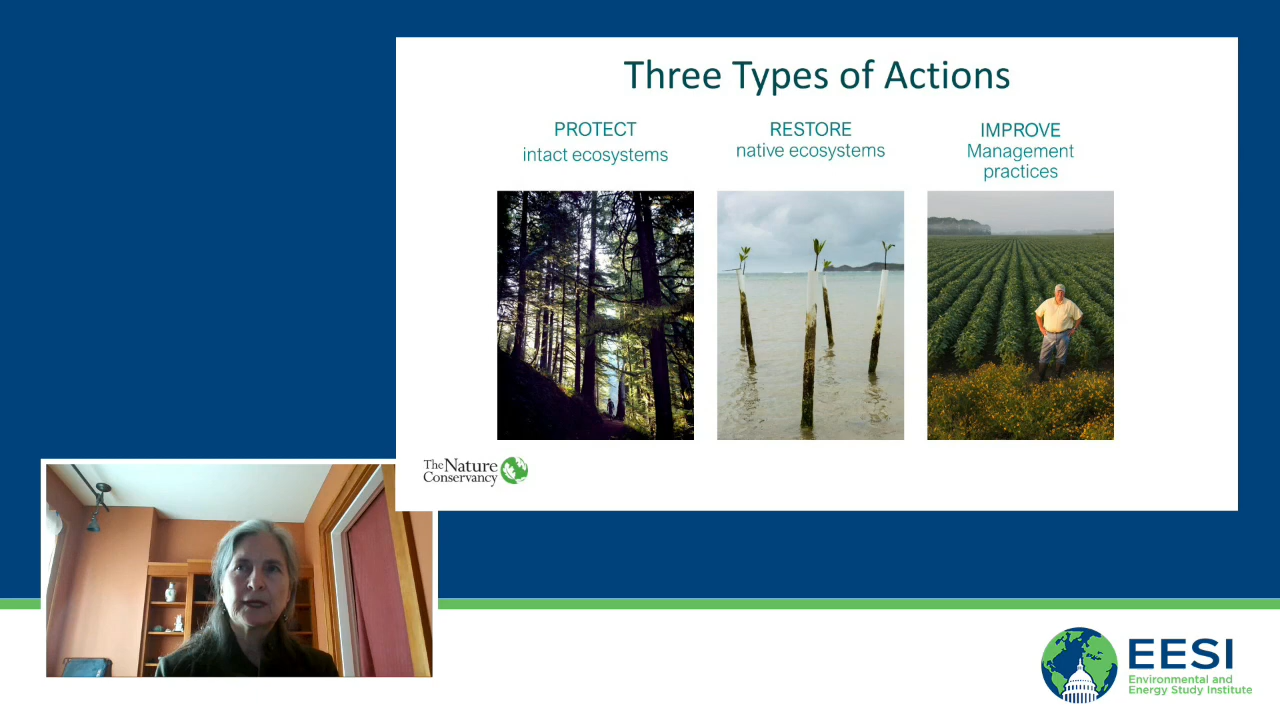 Three Types of Actions
PROTECT
intact ecosystems
RESTORE
native ecosystems
IMPROVE
Management
practices
The Nature
Conservancy
EESI
Environmental and
Energy Study Institute